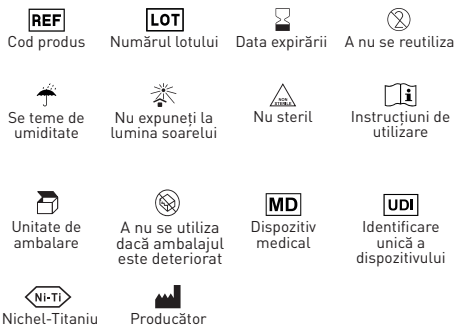 REF LOT
Cod produs Numărul lotului Data expirării A nu se reutiliza
NON
STERILE
Se teme de umiditate
Nu expuneți la lumina soarelui
Nu steril
Instrucțiuni de utilizare
MD UDI
Unitate de ambalare
A nu se utiliza dacă ambalajul este deteriorat
Dispozitiv medical
Identificare unică a dispozitivului
Ni-Ti
Nichel-Titaniu Producător